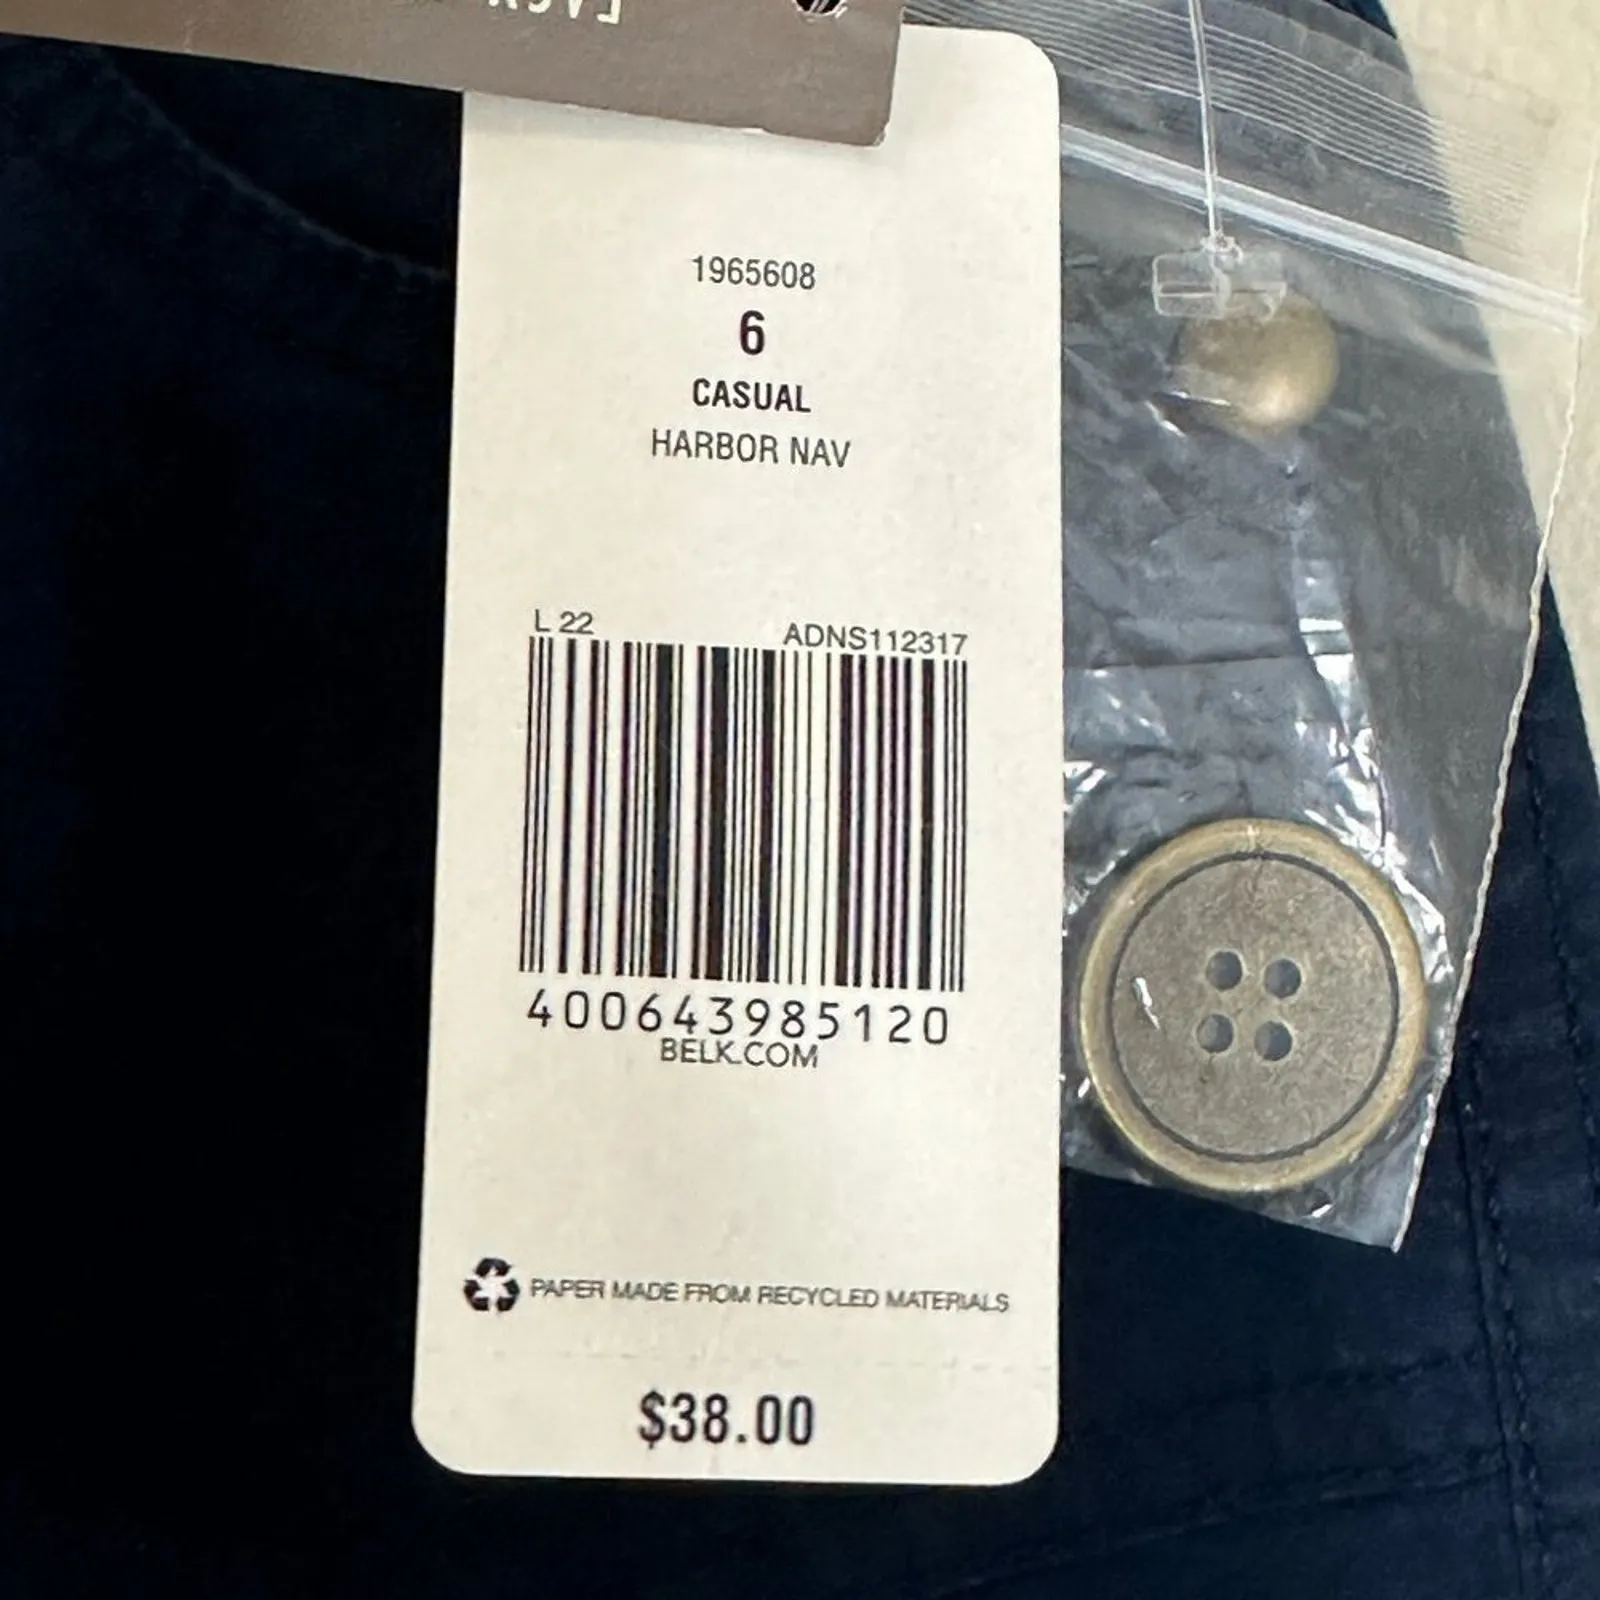 1965608
6
CASUAL
HARBOR NAV
L 22 ADNS112317
400643985120
BELK.COM
PAPER MADE FROM RECYCLED MATERIALS
$38.00